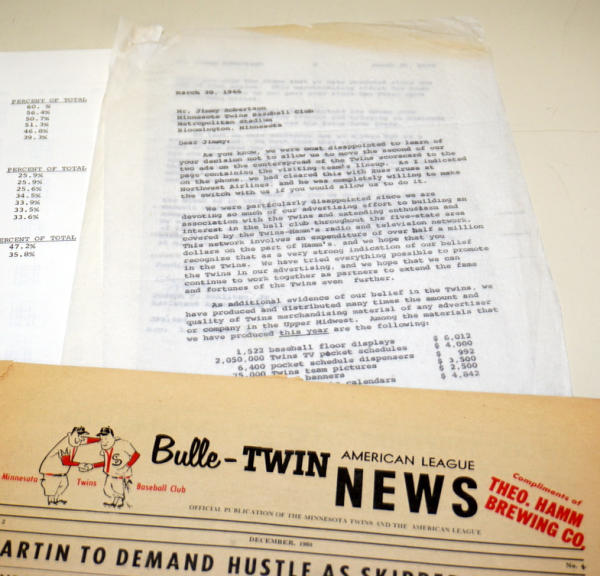 PERCENT OF TOTAL
60. %
56.4%
50.7%
51.3%
46.8%
39.3%
PERCENT OF TOTAL
25.9%
25.9%
25.6%
34.5%
33.9%
33.5%
33.6%
ERCENT OF TOTAL
47.2%
35.8%
March 30, 1966
Mr. Jimmy Robertson
Minnesota Twins Baseball Club
Metropolitan Stadium
Bloomington, Minnesota
Dear Jimmy:
As you know, we were most disappointed to learn of
your decision not to allow us to move the second of our
two ads on the centerspread of the Twins scorecard to the
page containing the visiting team's lineup. As I indicated
on the phone, we had cleared this with Russ Kruse at
Northwest Airlines, and he was completely willing to make
the switch with us if you would allow us to do it.
We were particularly disappointed since we are
devoting so much of our advertising effort to building an
association with the Twins and extending enthusiasm and
interest in the ball club throughout the five-state area
covered by the Twins-Hamm's radio and television network.
This network involves an expenditure of over half a million
dollars on the part of Hamm's, and we hope that you
recognize that as a very strong indication of our belief
in the Twins. We have tried everything possible to promote
the Twins in our advertising, and we hope that we can
continue to work together as partners to extend the fame
and fortunes of the Twins even further.
As additional evidence of our belief in the Twins, we
have produced and distributed many times the amount and
quality of Twins merchandising material of any advertiser
or company in the Upper Midwest. Among the materials that
we have produced this year are the following:
1,522 baseball floor displays $ 6,012
2,050,000 Twins TV pocket schedules $ 4,000
6,400 pocket schedule dispensers $ 992
Twins team pictures $ 3,500
banners $ 2,500
calendars $ 4,842
Bulle-TWIN AMERICAN LEAGUE
NEWS
Minnesota Twins Baseball Club
Compliments of
THEO. HAMM
BREWING CO.
OFFICIAL PUBLICATION OF THE MINNESOTA TWINS AND THE AMERICAN LEAGUE
2 DECEMBER, No.
ARTIN TO DEMAND HUSTLE AS